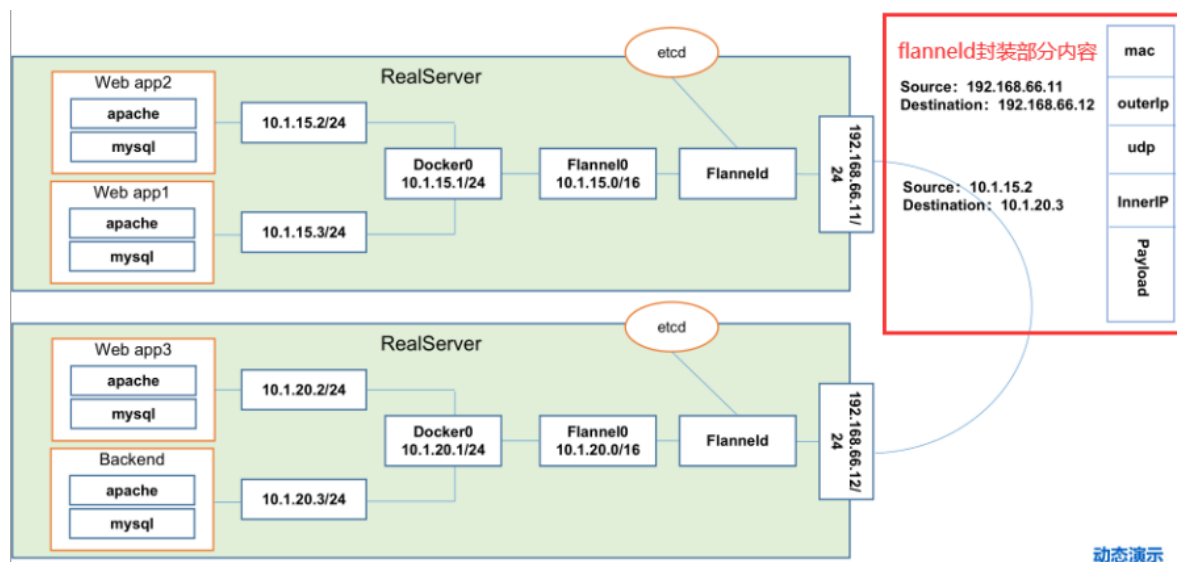 etcd
RealServer
Web app2
apache
mysql
10.1.15.2/24
Web app1
apache
mysql
10.1.15.3/24
Docker0
10.1.15.1/24
Flannel0
10.1.15.0/16
Flanneld
192.168.66.11/
24
flanneld封装部分内容
Source：192.168.66.11
Destination：192.168.66.12
Source：10.1.15.2
Destination：10.1.20.3
mac
outerIp
udp
InnerIP
Payload
etcd
RealServer
Web app3
apache
mysql
10.1.20.2/24
Backend
apache
mysql
10.1.20.3/24
Docker0
10.1.20.1/24
Flannel0
10.1.20.0/16
Flanneld
192.168.66.12/
24
动态演示